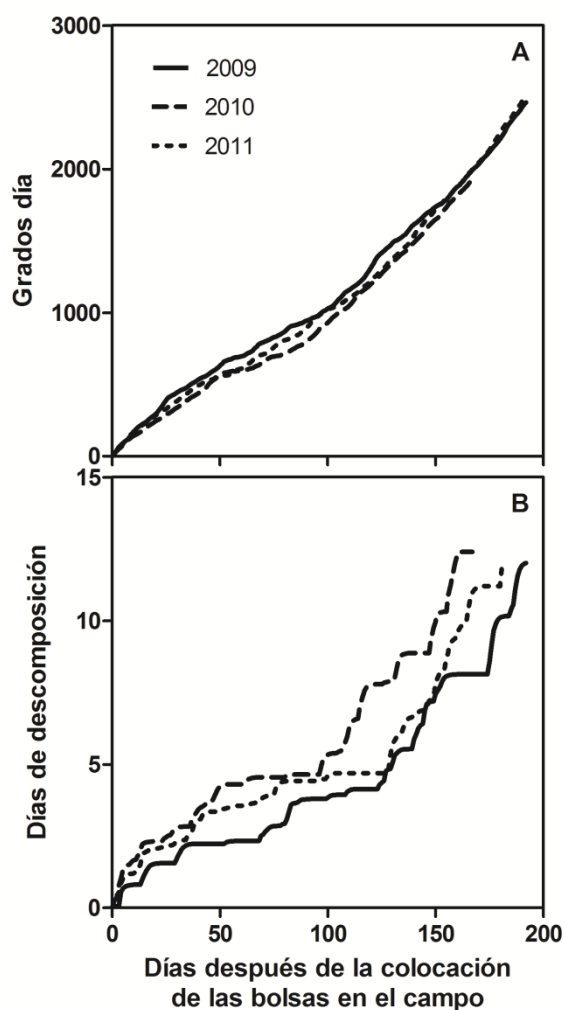 3000
A
2009
2010
2011
2000
1000
0
Grados día
15
B
10
5
0
Días de descomposición
0 50 100 150 200
Días después de la colocación
de las bolsas en el campo